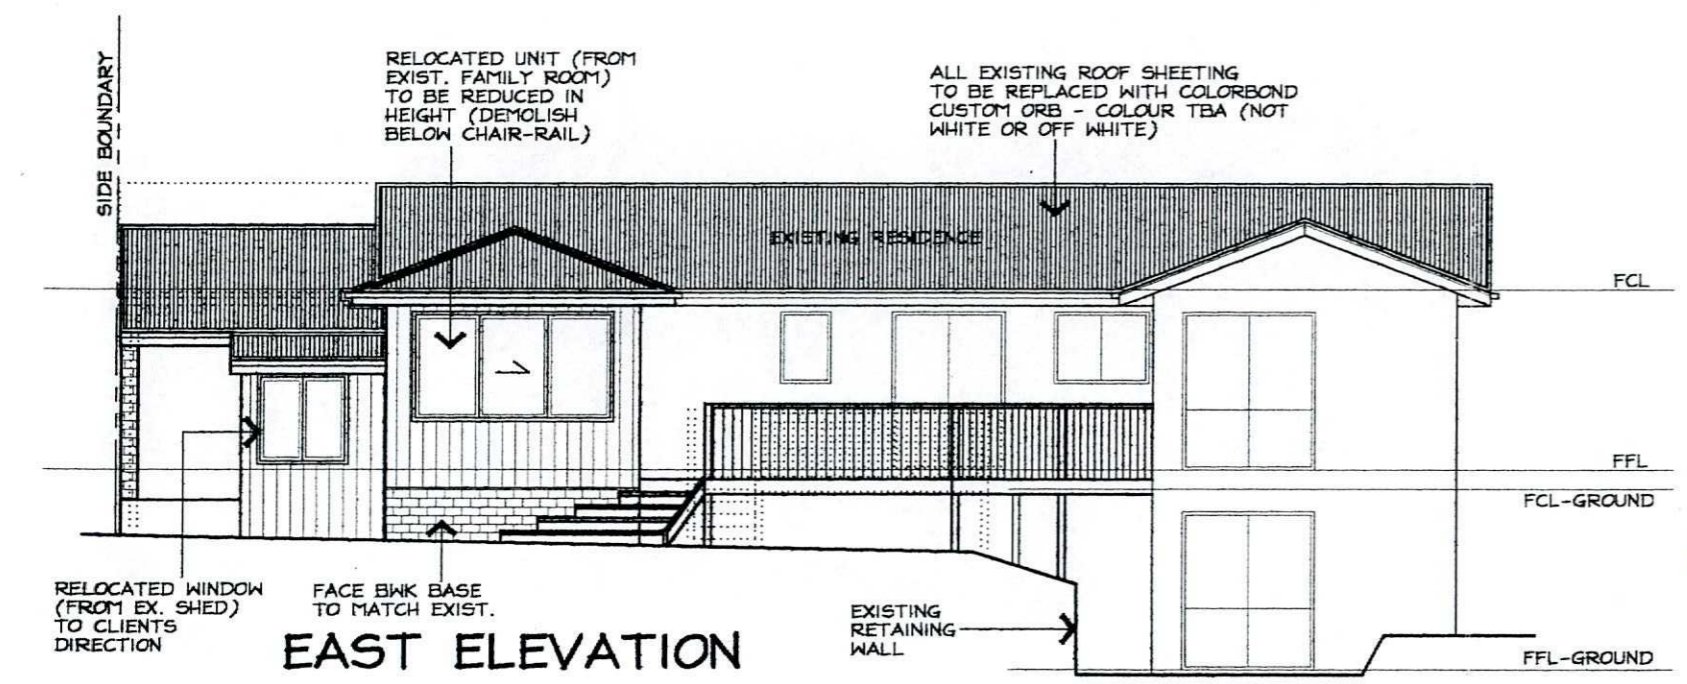 SIDE BOUNDARY
RELOCATED UNIT (FROM
EXIST. FAMILY ROOM)
TO BE REDUCED IN
HEIGHT (DEMOLISH
BELOW CHAIR-RAIL)
ALL EXISTING ROOF SHEETING
TO BE REPLACED WITH COLORBOND
CUSTOM ORB - COLOUR TBA (NOT
WHITE OR OFF WHITE)
EXISTING RESIDENCE
FCL
FFL
FCL-GROUND
RELOCATED WINDOW
(FROM EX. SHED)
TO CLIENTS
DIRECTION
FACE BWK BASE
TO MATCH EXIST.
EXISTING
RETAINING
WALL
FFL-GROUND
EAST ELEVATION